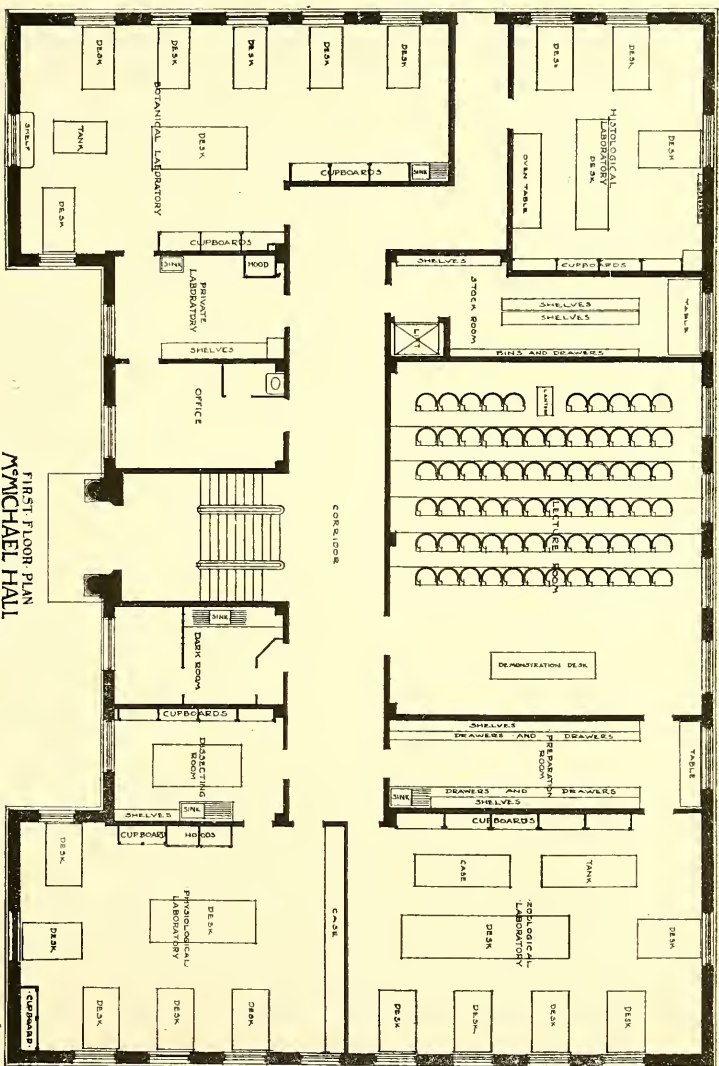 DESK
DESK
DESK
DESK
DESK
DESK
DESK
DESK
HISTOLOGICAL
LABORATORY
DESK
DESK
OVEN TABLE
CUPBOARDS
BOTANICAL LABORATORY
DESK
TANK
SHELF
DESK
CUPBOARDS
SINK
CUPBOARDS
SINK
HOOD
PRIVATE
LABORATORY
SHELVES
SHELVES
STOCK ROOM
SHELVES
SHELVES
TABLE
LIFT
BINS AND DRAWERS
OFFICE
LANTERN
LECTURE ROOM
DEMONSTRATION DESK
CORRIDOR
FIRST·FLOOR·PLAN
McMICHAEL HALL
SINK
DARK ROOM
CUPBOARDS
DISSECTING
ROOM
SINK
SHELVES
SHELVES
DRAWERS AND DRAWERS
PREPARATION
ROOM
DRAWERS AND DRAWERS
SHELVES
SINK
TABLE
CUPBOARD
HOODS
DESK
DESK
PHYSIOLOGICAL
LABORATORY
DESK
CASE
CUPBOARD
DESK
DESK
DESK
CUPBOARDS
CASE
TANK
ZOOLOGICAL
LABORATORY
DESK
DESK
DESK
DESK
DESK
DESK